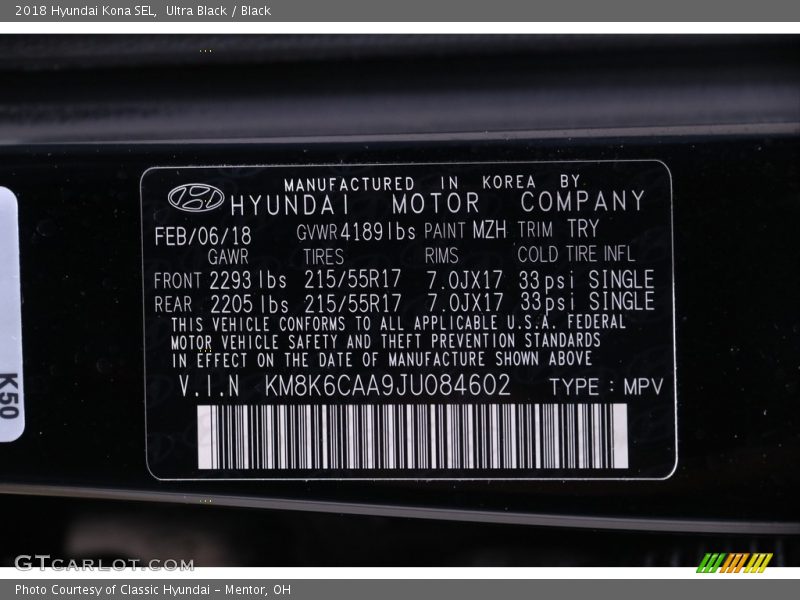 2018 Hyundai Kona SEL,  Ultra Black / Black
MANUFACTURED IN KOREA BY
HYUNDAI MOTOR COMPANY
FEB/06/18 GVWR 4189lbs PAINT MZH TRIM TRY
GAWR TIRES RIMS COLD TIRE INFL
FRONT 2293 lbs 215/55R17 7.0JX17 33psi SINGLE
REAR 2205 lbs 215/55R17 7.0JX17 33psi SINGLE
THIS VEHICLE CONFORMS TO ALL APPLICABLE U.S.A. FEDERAL
MOTOR VEHICLE SAFETY AND THEFT PREVENTION STANDARDS
IN EFFECT ON THE DATE OF MANUFACTURE SHOWN ABOVE
V.I.N KM8K6CAA9JU084602 TYPE : MPV
K50
GTCARLOT.COM
Photo Courtesy of Classic Hyundai - Mentor, OH